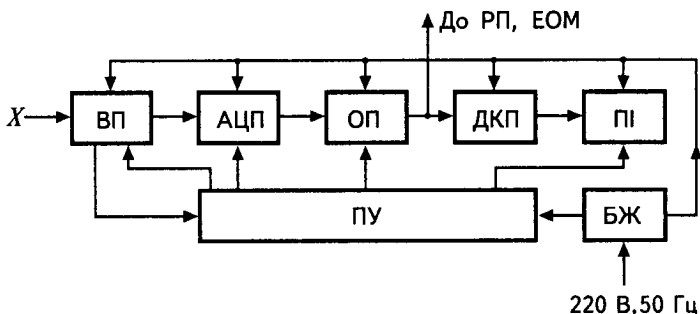 До РП, ЕОМ
X
ВП
АЦП
ОП
ДКП
ПІ
ПУ
БЖ
220 В,50 Гц